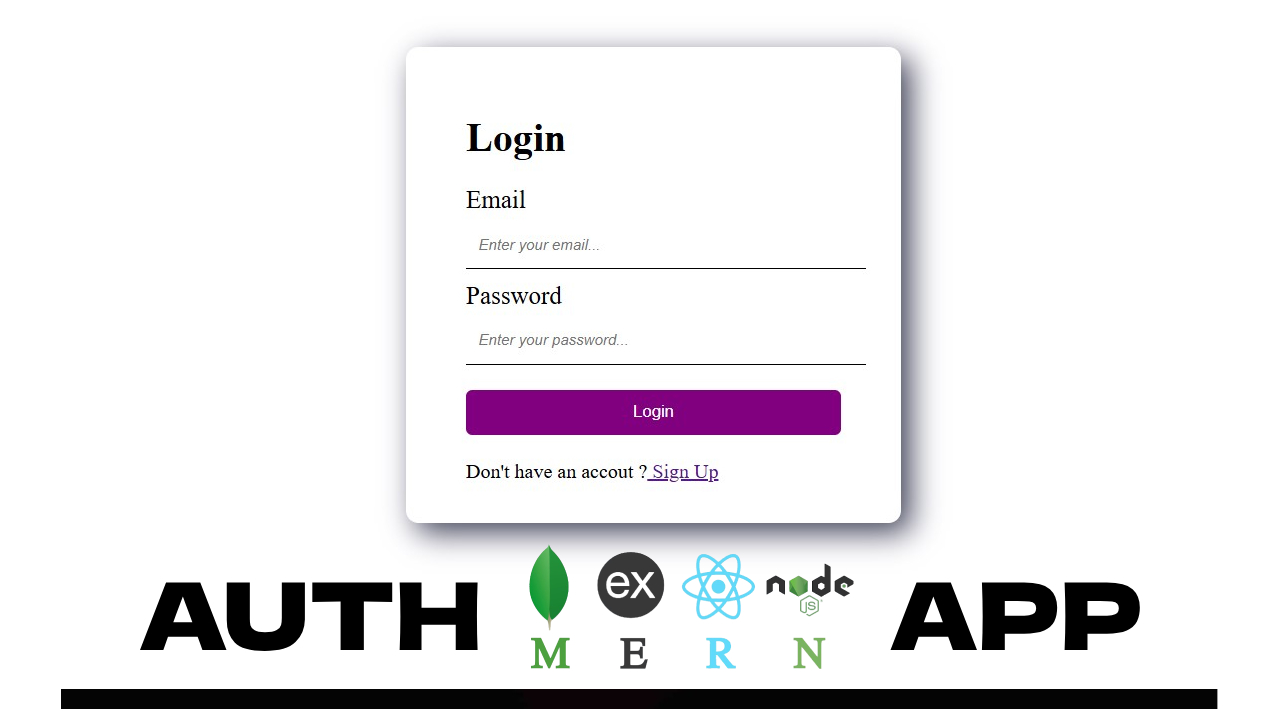 Login
Email
Enter your email...
Password
Enter your password...
Login
Don't have an accout ? Sign Up
AUTH ex node JS APP
M E R N